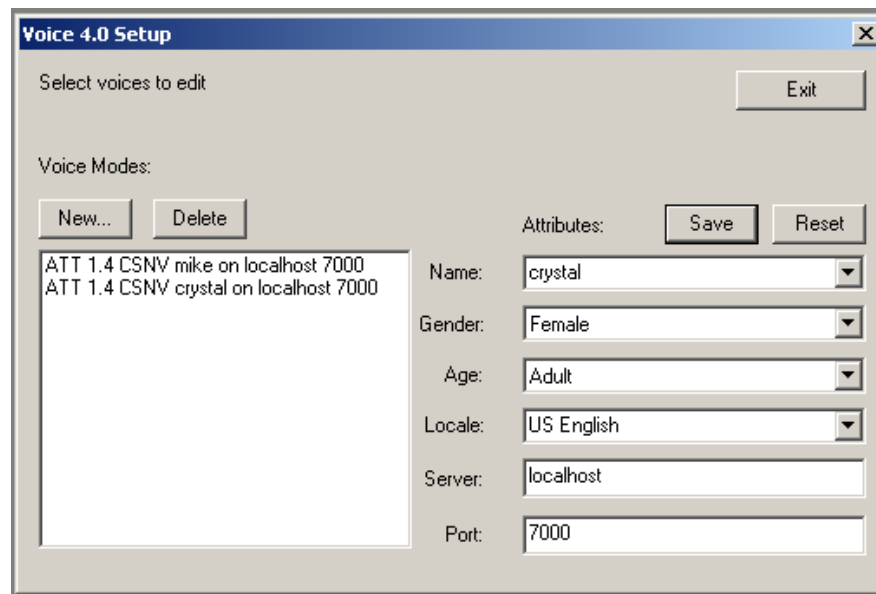 Voice 4.0 Setup
Select voices to edit
Exit
Voice Modes:
New... Delete
Attributes: Save Reset
ATT 1.4 CSNV mike on localhost 7000
ATT 1.4 CSNV crystal on localhost 7000
Name: crystal
Gender: Female
Age: Adult
Locale: US English
Server: localhost
Port: 7000